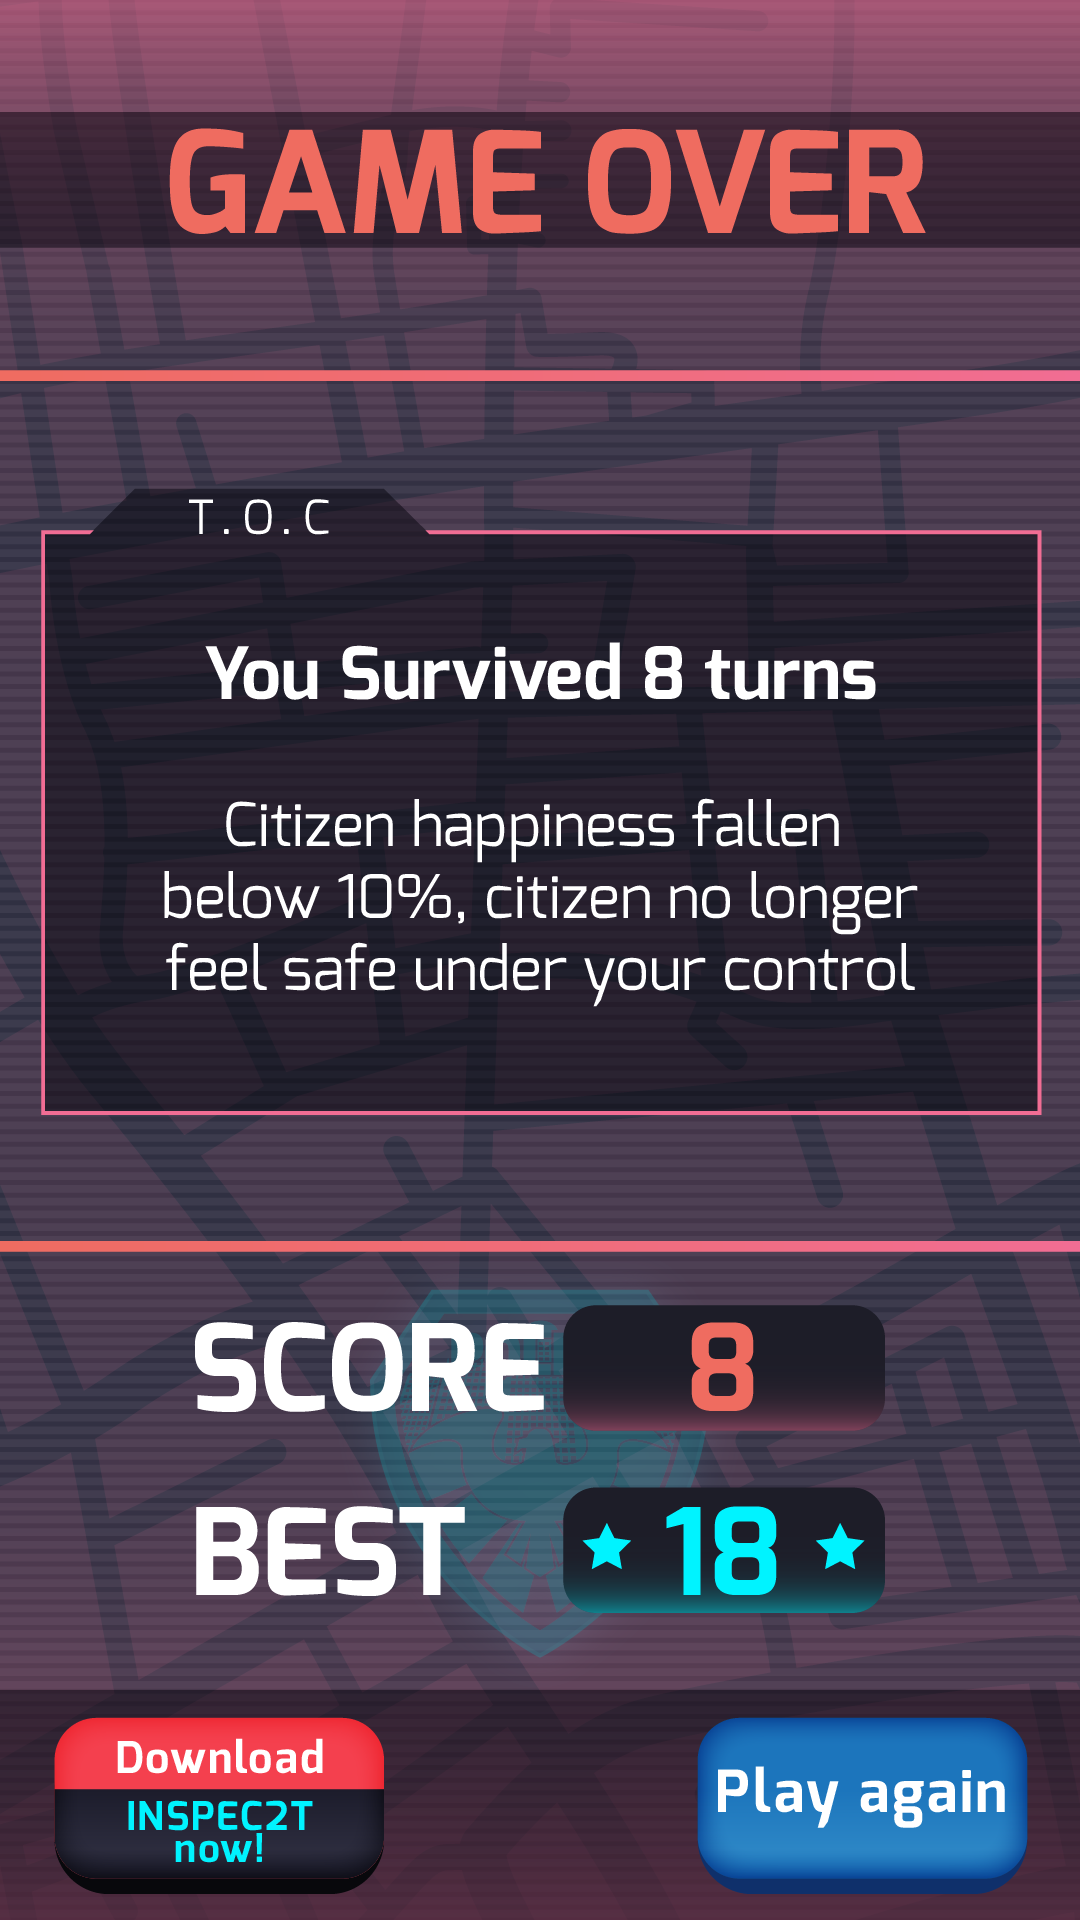 GAME OVER
T.O.C
You Survived 8 turns
Citizen happiness fallen
below 10%, citizen no longer
feel safe under your control
SCORE 8
BEST 18
Download
INSPEC2T
now!
Play again